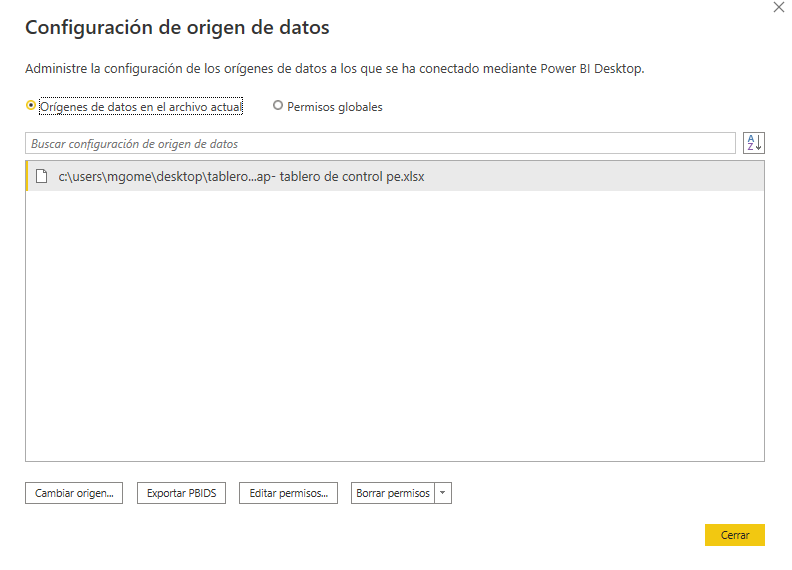 Configuración de origen de datos
Administre la configuración de los orígenes de datos a los que se ha conectado mediante Power BI Desktop.
Orígenes de datos en el archivo actual
Permisos globales
Buscar configuración de origen de datos
A
Z
c:\users\mgome\desktop\tablero...ap- tablero de control pe.xlsx
Cambiar origen...
Exportar PBIDS
Editar permisos...
Borrar permisos
Cerrar